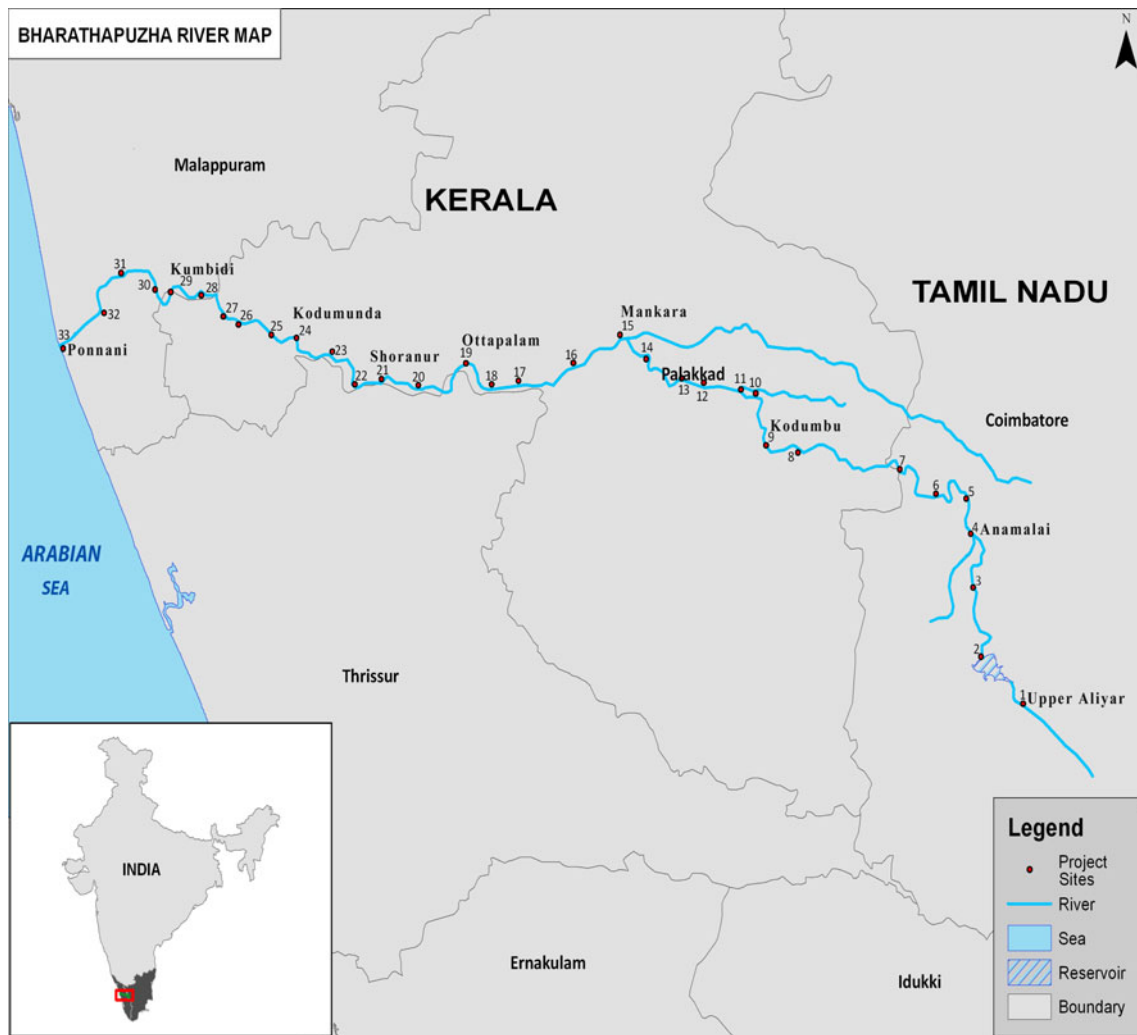 BHARATHAPUZHA RIVER MAP
N
Malappuram
KERALA
TAMIL NADU
31
Kumbidi
30
29
28
32
27
26
33
Ponnani
25
Kodumunda
24
23
Shoranur
22
21
20
Ottapalam
19
18
17
16
Mankara
15
14
Palakkad
13
12
11
10
Kodumbu
9
8
Coimbatore
7
6
5
4
Anamalai
3
2
1
Upper Aliyar
ARABIAN
SEA
Thrissur
Ernakulam
Idukki
INDIA
Legend
Project
Sites
River
Sea
Reservoir
Boundary